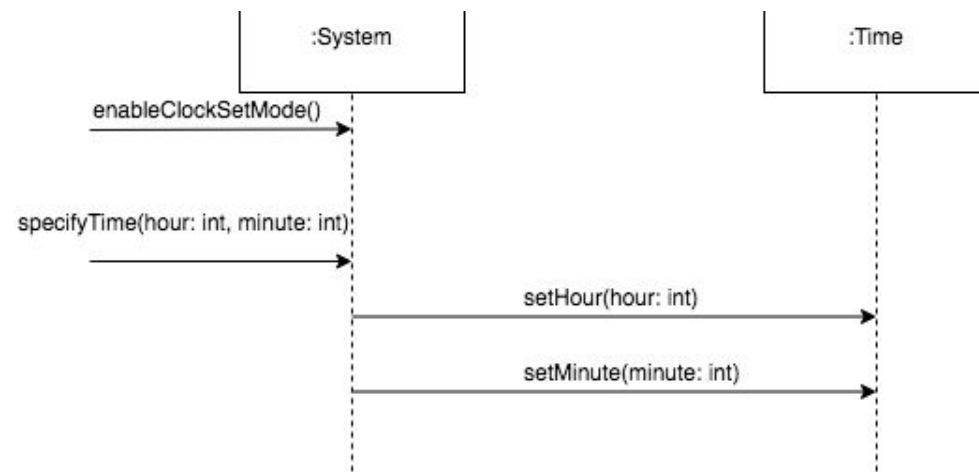 :System
:Time
enableClockSetMode()
specifyTime(hour: int, minute: int)
setHour(hour: int)
setMinute(minute: int)